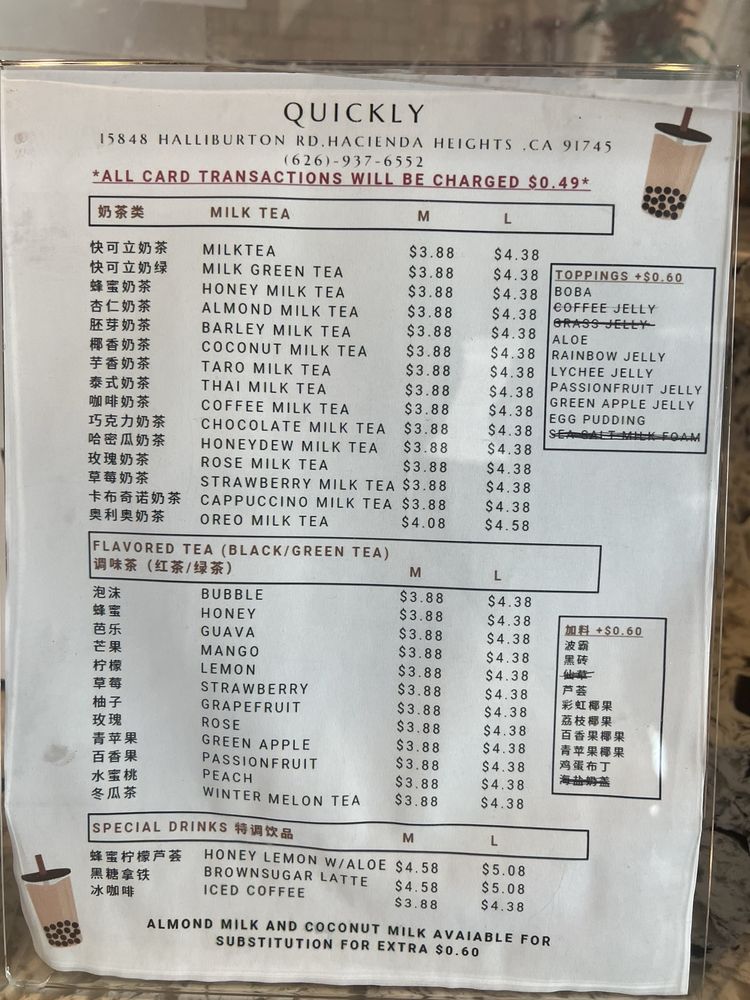 QUICKLY
15848 HALLIBURTON RD,HACIENDA HEIGHTS .CA 91745
(626)-937-6552
*ALL CARD TRANSACTIONS WILL BE CHARGED $0.49*
奶茶类 MILK TEA M L
快可立奶茶 MILKTEA $3.88 $4.38
快可立奶绿 MILK GREEN TEA $3.88 $4.38
蜂蜜奶茶 HONEY MILK TEA $3.88 $4.38
杏仁奶茶 ALMOND MILK TEA $3.88 $4.38
胚芽奶茶 BARLEY MILK TEA $3.88 $4.38
椰香奶茶 COCONUT MILK TEA $3.88 $4.38
芋香奶茶 TARO MILK TEA $3.88 $4.38
泰式奶茶 THAI MILK TEA $3.88 $4.38
咖啡奶茶 COFFEE MILK TEA $3.88 $4.38
巧克力奶茶 CHOCOLATE MILK TEA $3.88 $4.38
哈密瓜奶茶 HONEYDEW MILK TEA $3.88 $4.38
玫瑰奶茶 ROSE MILK TEA $3.88 $4.38
草莓奶茶 STRAWBERRY MILK TEA $3.88 $4.38
卡布奇诺奶茶 CAPPUCCINO MILK TEA $3.88 $4.38
奥利奥奶茶 OREO MILK TEA $4.08 $4.58
TOPPINGS +$0.60
BOBA
COFFEE JELLY
GRASS JELLY
ALOE
RAINBOW JELLY
LYCHEE JELLY
PASSIONFRUIT JELLY
GREEN APPLE JELLY
EGG PUDDING
SEA SALT MILK FOAM
FLAVORED TEA (BLACK/GREEN TEA)
调味茶（红茶/绿茶） M L
泡沫 BUBBLE $3.88 $4.38
蜂蜜 HONEY $3.88 $4.38
芭乐 GUAVA $3.88 $4.38
芒果 MANGO $3.88 $4.38
柠檬 LEMON $3.88 $4.38
草莓 STRAWBERRY $3.88 $4.38
柚子 GRAPEFRUIT $3.88 $4.38
玫瑰 ROSE $3.88 $4.38
青苹果 GREEN APPLE $3.88 $4.38
百香果 PASSIONFRUIT $3.88 $4.38
水蜜桃 PEACH $3.88 $4.38
冬瓜茶 WINTER MELON TEA $3.88 $4.38
加料 +$0.60
波霸
黑砖
仙草
芦荟
彩虹椰果
荔枝椰果
百香果椰果
青苹果椰果
鸡蛋布丁
海盐奶盖
SPECIAL DRINKS 特调饮品 M L
蜂蜜柠檬芦荟 HONEY LEMON W/ALOE $4.58 $5.08
黑糖拿铁 BROWNSUGAR LATTE $4.58 $5.08
冰咖啡 ICED COFFEE $3.88 $4.38
ALMOND MILK AND COCONUT MILK AVAIABLE FOR
SUBSTITUTION FOR EXTRA $0.60